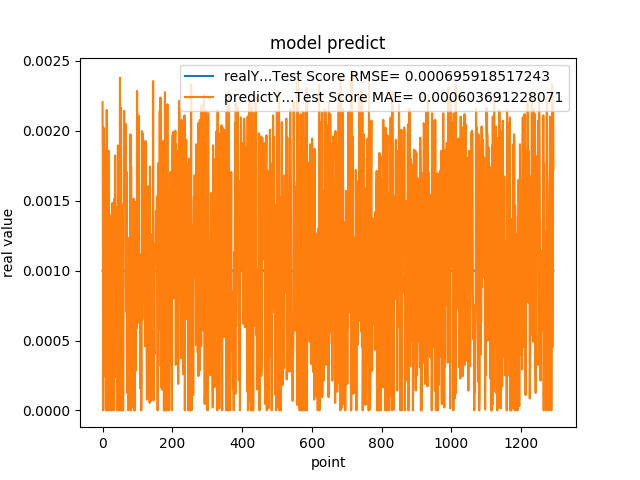 model predict
realY...Test Score RMSE= 0.000695918517243
predictY...Test Score MAE= 0.000603691228071
0.0025
0.0020
0.0015
0.0010
0.0005
0.0000
real value
0 200 400 600 800 1000 1200
point